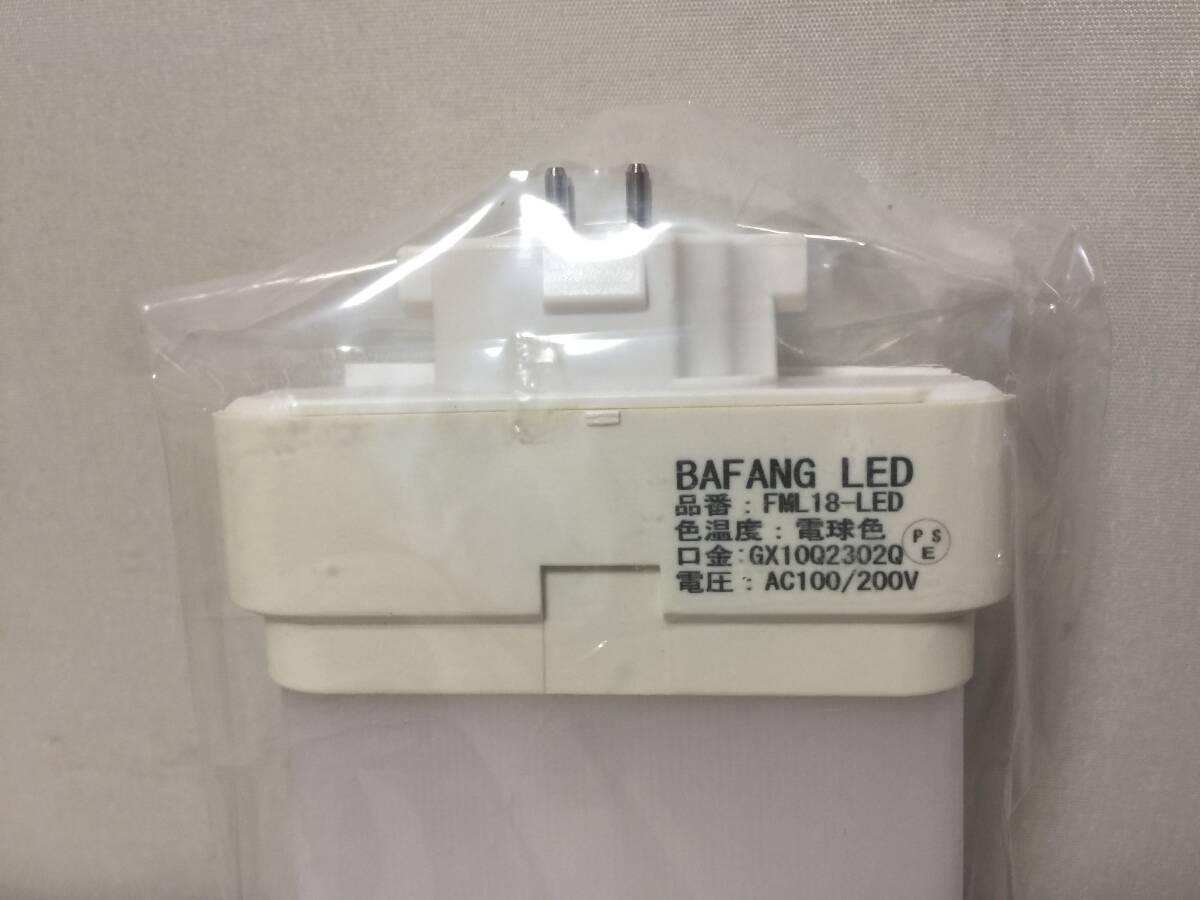 BAFANG LED
品番：FML18-LED
色温度：電球色
口金:GX10Q2302Q
電圧：AC100/200V
PS
E